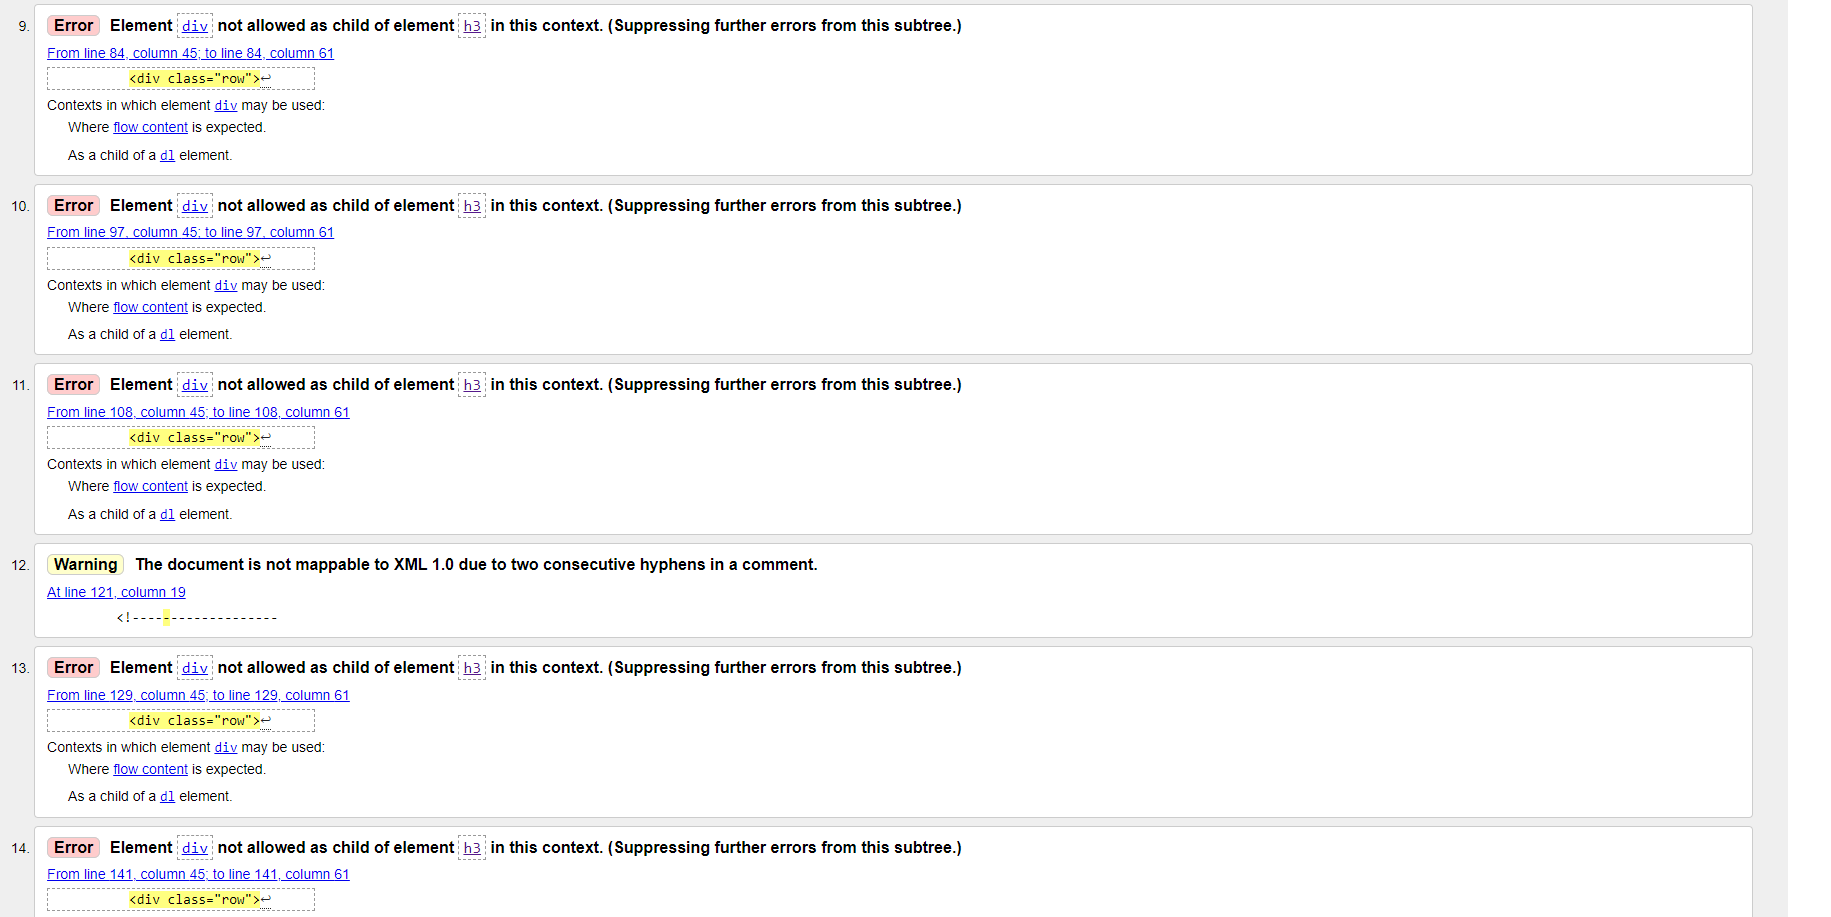 9. Error Element div not allowed as child of element h3 in this context. (Suppressing further errors from this subtree.)
From line 84, column 45; to line 84, column 61
<div class="row">↩
Contexts in which element div may be used:
Where flow content is expected.
As a child of a dl element.
10. Error Element div not allowed as child of element h3 in this context. (Suppressing further errors from this subtree.)
From line 97, column 45; to line 97, column 61
<div class="row">↩
Contexts in which element div may be used:
Where flow content is expected.
As a child of a dl element.
11. Error Element div not allowed as child of element h3 in this context. (Suppressing further errors from this subtree.)
From line 108, column 45; to line 108, column 61
<div class="row">↩
Contexts in which element div may be used:
Where flow content is expected.
As a child of a dl element.
12. Warning The document is not mappable to XML 1.0 due to two consecutive hyphens in a comment.
At line 121, column 19
<!-------------------
13. Error Element div not allowed as child of element h3 in this context. (Suppressing further errors from this subtree.)
From line 129, column 45; to line 129, column 61
<div class="row">↩
Contexts in which element div may be used:
Where flow content is expected.
As a child of a dl element.
14. Error Element div not allowed as child of element h3 in this context. (Suppressing further errors from this subtree.)
From line 141, column 45; to line 141, column 61
<div class="row">↩